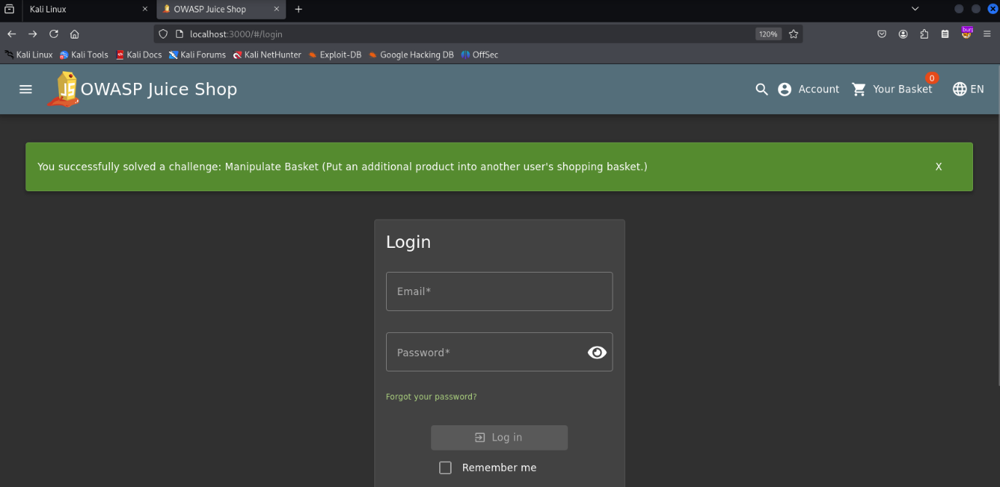 Kali Linux × OWASP Juice Shop × +
localhost:3000/#/login 120%
Kali Linux Kali Tools Kali Docs Kali Forums Kali NetHunter Exploit-DB Google Hacking DB OffSec
JS OWASP Juice Shop Account Your Basket 0 EN
You successfully solved a challenge: Manipulate Basket (Put an additional product into another user's shopping basket.) X
Login
Email*
Password*
Forgot your password?
Log in
Remember me